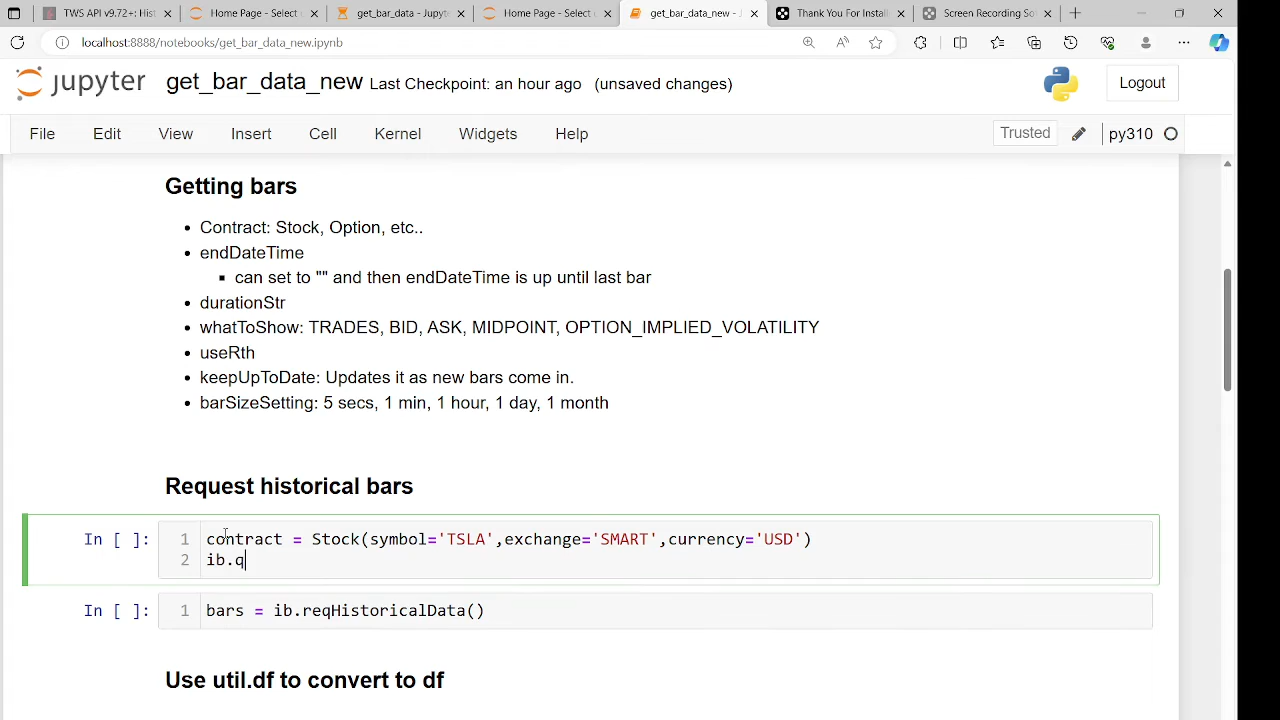 TWS API v9.72+: Hist
Home Page - Select
get_bar_data - Jupyte
Home Page - Select
get_bar_data_new - J
Thank You For Install
Screen Recording So
localhost:8888/notebooks/get_bar_data_new.ipynb
jupyter get_bar_data_new Last Checkpoint: an hour ago (unsaved changes)
Logout
File Edit View Insert Cell Kernel Widgets Help
Trusted py310
Getting bars
• Contract: Stock, Option, etc..
• endDateTime
▪ can set to "" and then endDateTime is up until last bar
• durationStr
• whatToShow: TRADES, BID, ASK, MIDPOINT, OPTION_IMPLIED_VOLATILITY
• useRth
• keepUpToDate: Updates it as new bars come in.
• barSizeSetting: 5 secs, 1 min, 1 hour, 1 day, 1 month
Request historical bars
In [ ]: 1 contract = Stock(symbol='TSLA',exchange='SMART',currency='USD')
2 ib.q
In [ ]: 1 bars = ib.reqHistoricalData()
Use util.df to convert to df